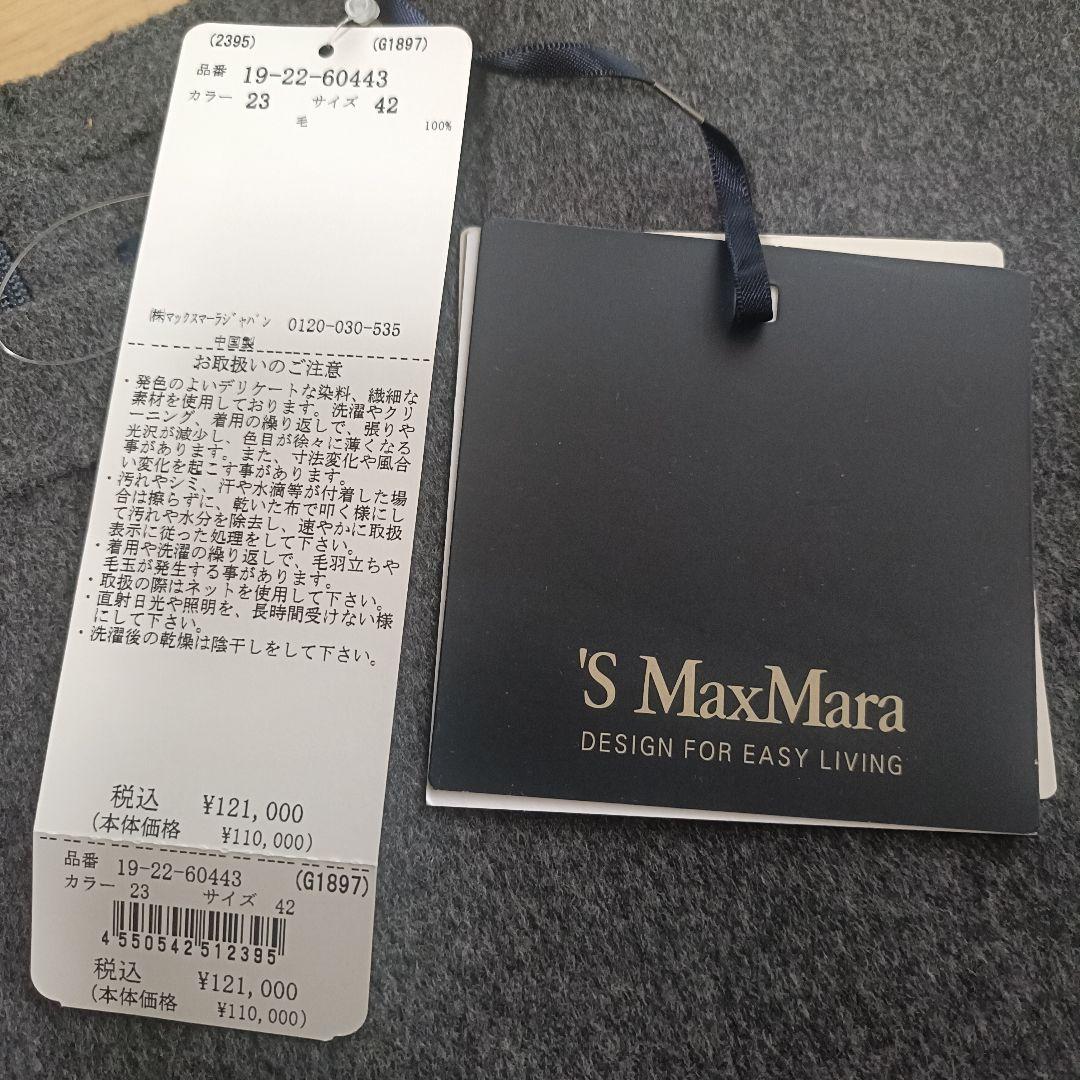 (2395) (G1897)
品番 19-22-60443
カラー 23 サイズ 42
毛 100%
㈱マックスマーラジャパン 0120-030-535
中国製
お取扱いのご注意
・発色のよいデリケートな染料、繊細な
素材を使用しております。洗濯やクリ
ーニング、着用の繰り返しで、張りや
光沢が減少し、色目が徐々に薄くなる
事があります。また、寸法変化や風合
い変化を起こす事があります。
・汚れやシミ、汗や水滴等が付着した場
合は擦らずに、乾いた布で叩く様にし
て汚れや水分を除去し、速やかに取扱
表示に従った処理をして下さい。
・着用や洗濯の繰り返しで、毛羽立ちや
毛玉が発生する事があります。
・取扱の際はネットを使用して下さい。
・直射日光や照明を、長時間受けない様
にして下さい。
・洗濯後の乾燥は陰干しをして下さい。
税込 ¥121,000
(本体価格 ¥110,000)
品番 19-22-60443 (G1897)
カラー 23 サイズ 42
4 550542 512395
税込 ¥121,000
(本体価格 ¥110,000)
'S MaxMara
DESIGN FOR EASY LIVING